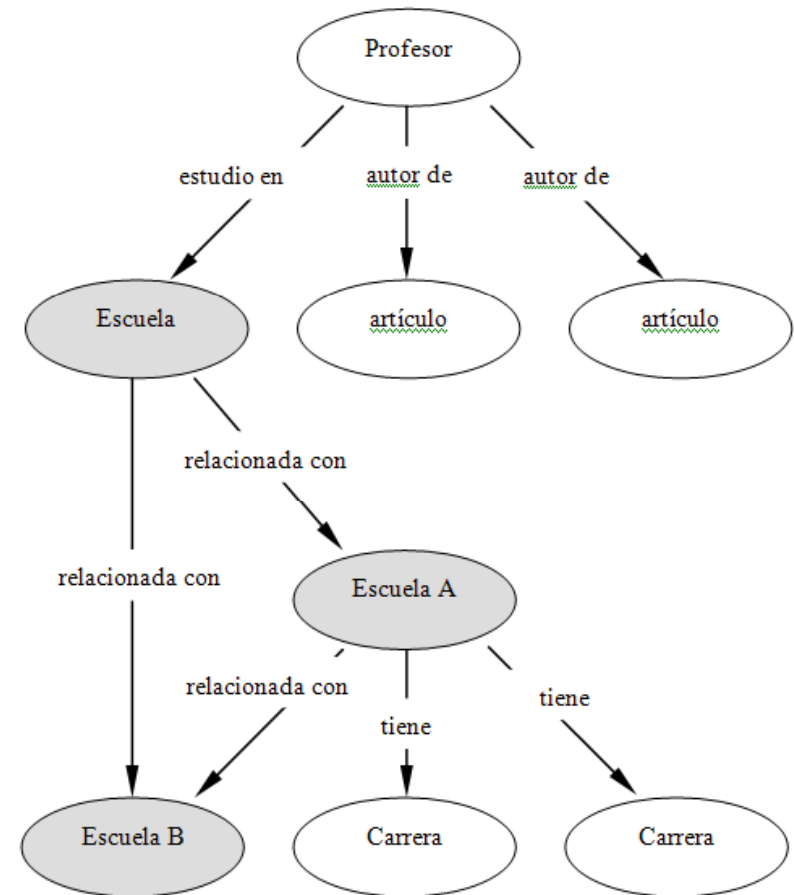 Profesor
estudio en
autor de
autor de
Escuela
artículo
artículo
relacionada con
relacionada con
Escuela A
relacionada con
tiene
tiene
Escuela B
Carrera
Carrera